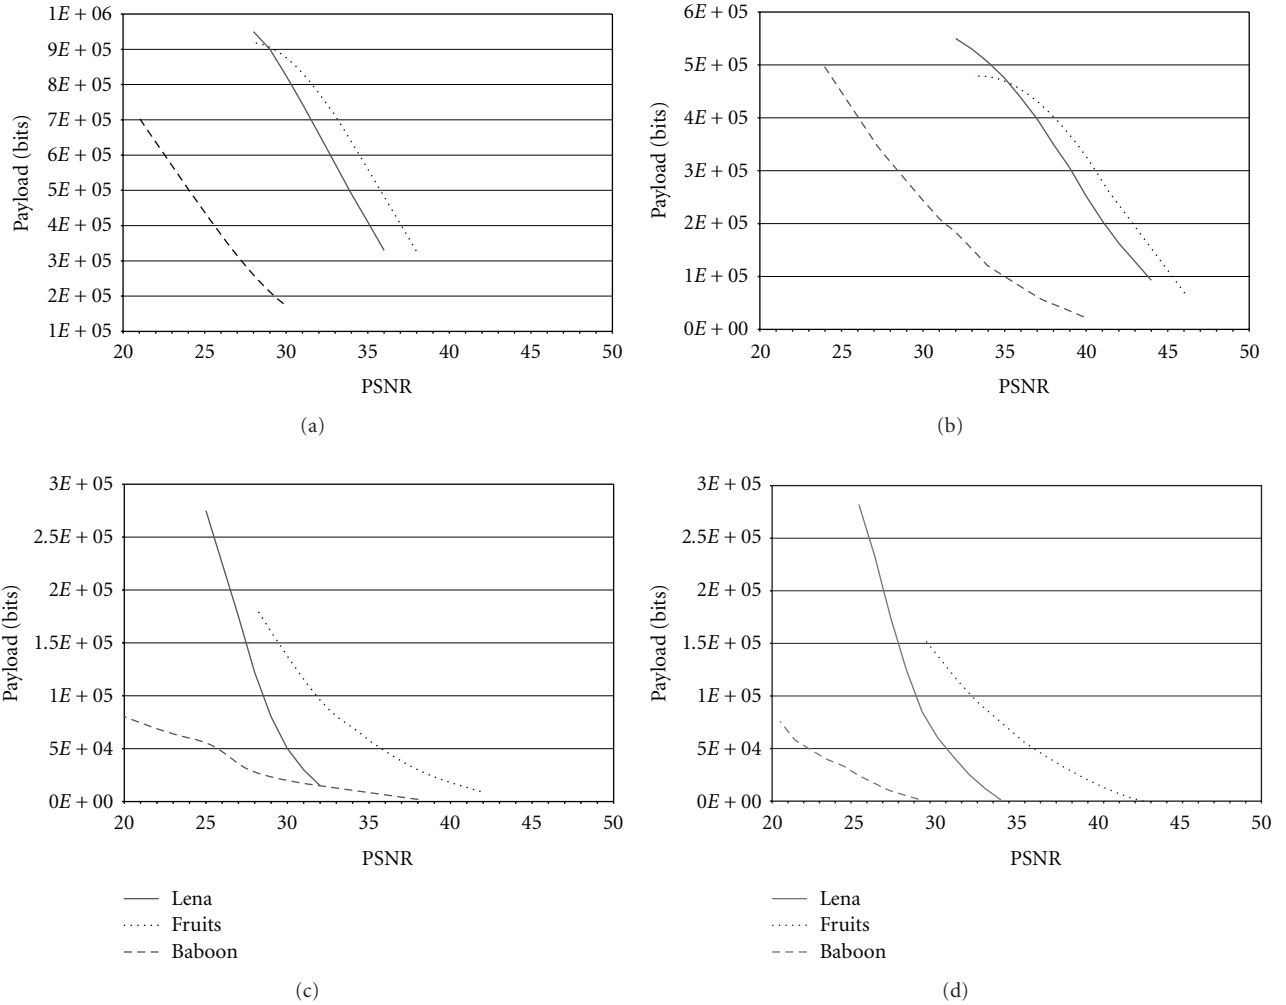 1E + 06
9E + 05
8E + 05
7E + 05
6E + 05
5E + 05
4E + 05
3E + 05
2E + 05
1E + 05
Payload (bits)
20 25 30 35 40 45 50
PSNR
(a)
6E + 05
5E + 05
4E + 05
3E + 05
2E + 05
1E + 05
0E + 00
Payload (bits)
20 25 30 35 40 45 50
PSNR
(b)
3E + 05
2.5E + 05
2E + 05
1.5E + 05
1E + 05
5E + 04
0E + 00
Payload (bits)
20 25 30 35 40 45 50
PSNR
Lena
Fruits
Baboon
(c)
3E + 05
2.5E + 05
2E + 05
1.5E + 05
1E + 05
5E + 04
0E + 00
Payload (bits)
20 25 30 35 40 45 50
PSNR
Lena
Fruits
Baboon
(d)